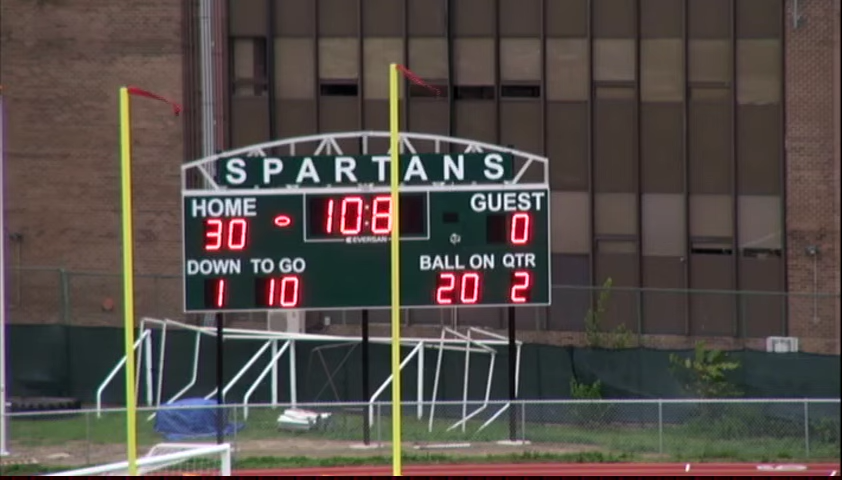 SPARTANS
HOME 10:8 GUEST
30 0
EVERSAN
DOWN TO GO BALL ON QTR
1 10 20 2